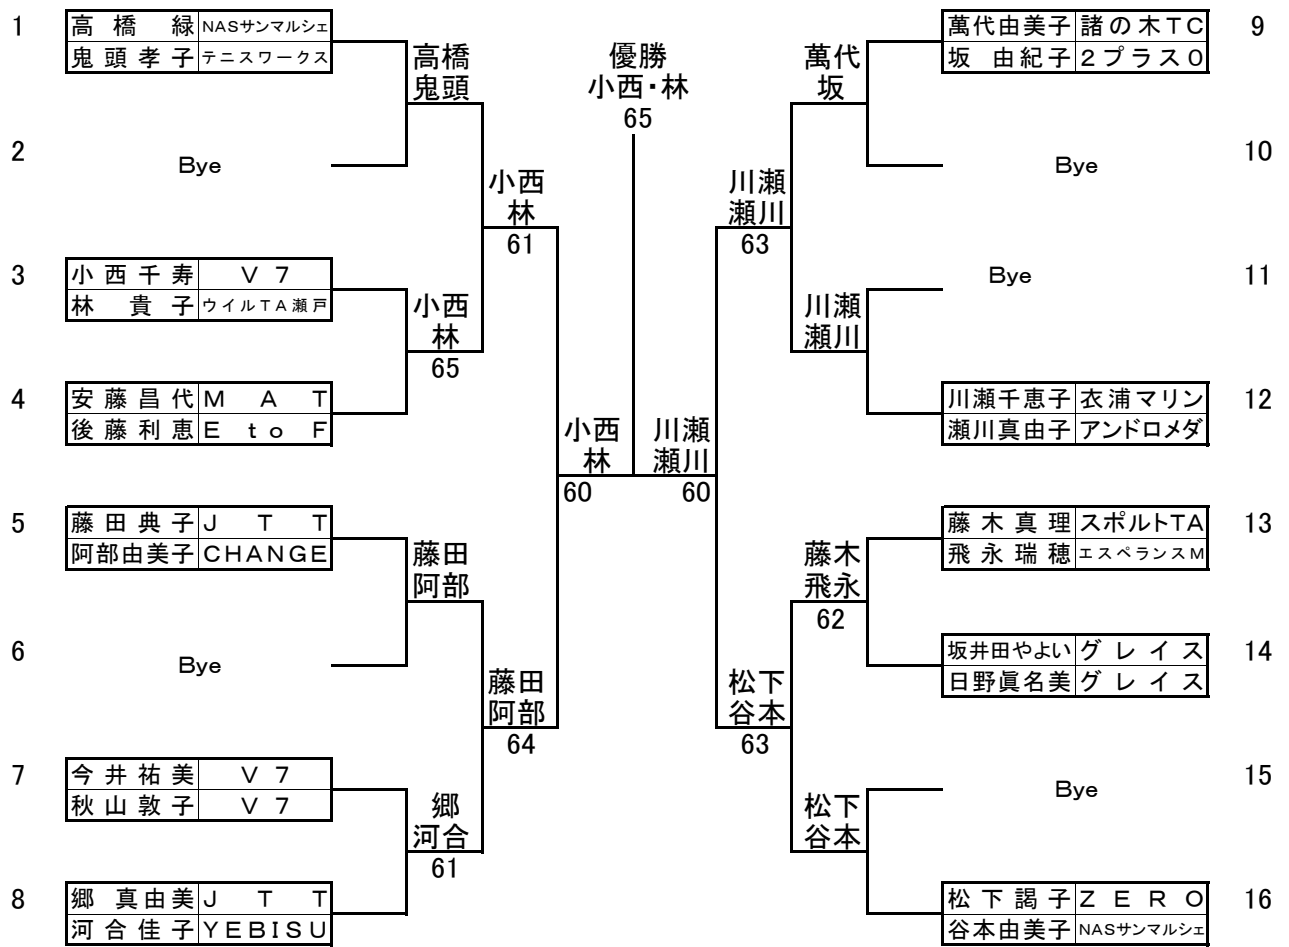 1
高橋 緑 NASサンマルシェ
鬼頭孝子 テニスワークス
2
Bye
3
小西千寿 V 7
林 貴子 ウイルTA瀬戸
4
安藤昌代 M A T
後藤利恵 E to F
5
藤田典子 J T T
阿部由美子 CHANGE
6
Bye
7
今井祐美 V 7
秋山敦子 V 7
8
郷 真由美 J T T
河合佳子 YEBISU
高橋
鬼頭
小西
林
65
藤田
阿部
郷
河合
61
小西
林
61
藤田
阿部
64
小西
林
60
優勝
小西・林
65
川瀬
瀬川
60
川瀬
瀬川
63
松下
谷本
63
萬代
坂
川瀬
瀬川
藤木
飛永
62
松下
谷本
萬代由美子 諸の木TC 9
坂 由紀子 2プラス0
Bye 10
Bye 11
川瀬千恵子 衣浦マリン 12
瀬川真由子 アンドロメダ
藤木真理 スポルトTA 13
飛永瑞穂 エスペランスM
坂井田やよい グレイス 14
日野眞名美 グレイス
Bye 15
松下謁子 ZERO 16
谷本由美子 NASサンマルシェ